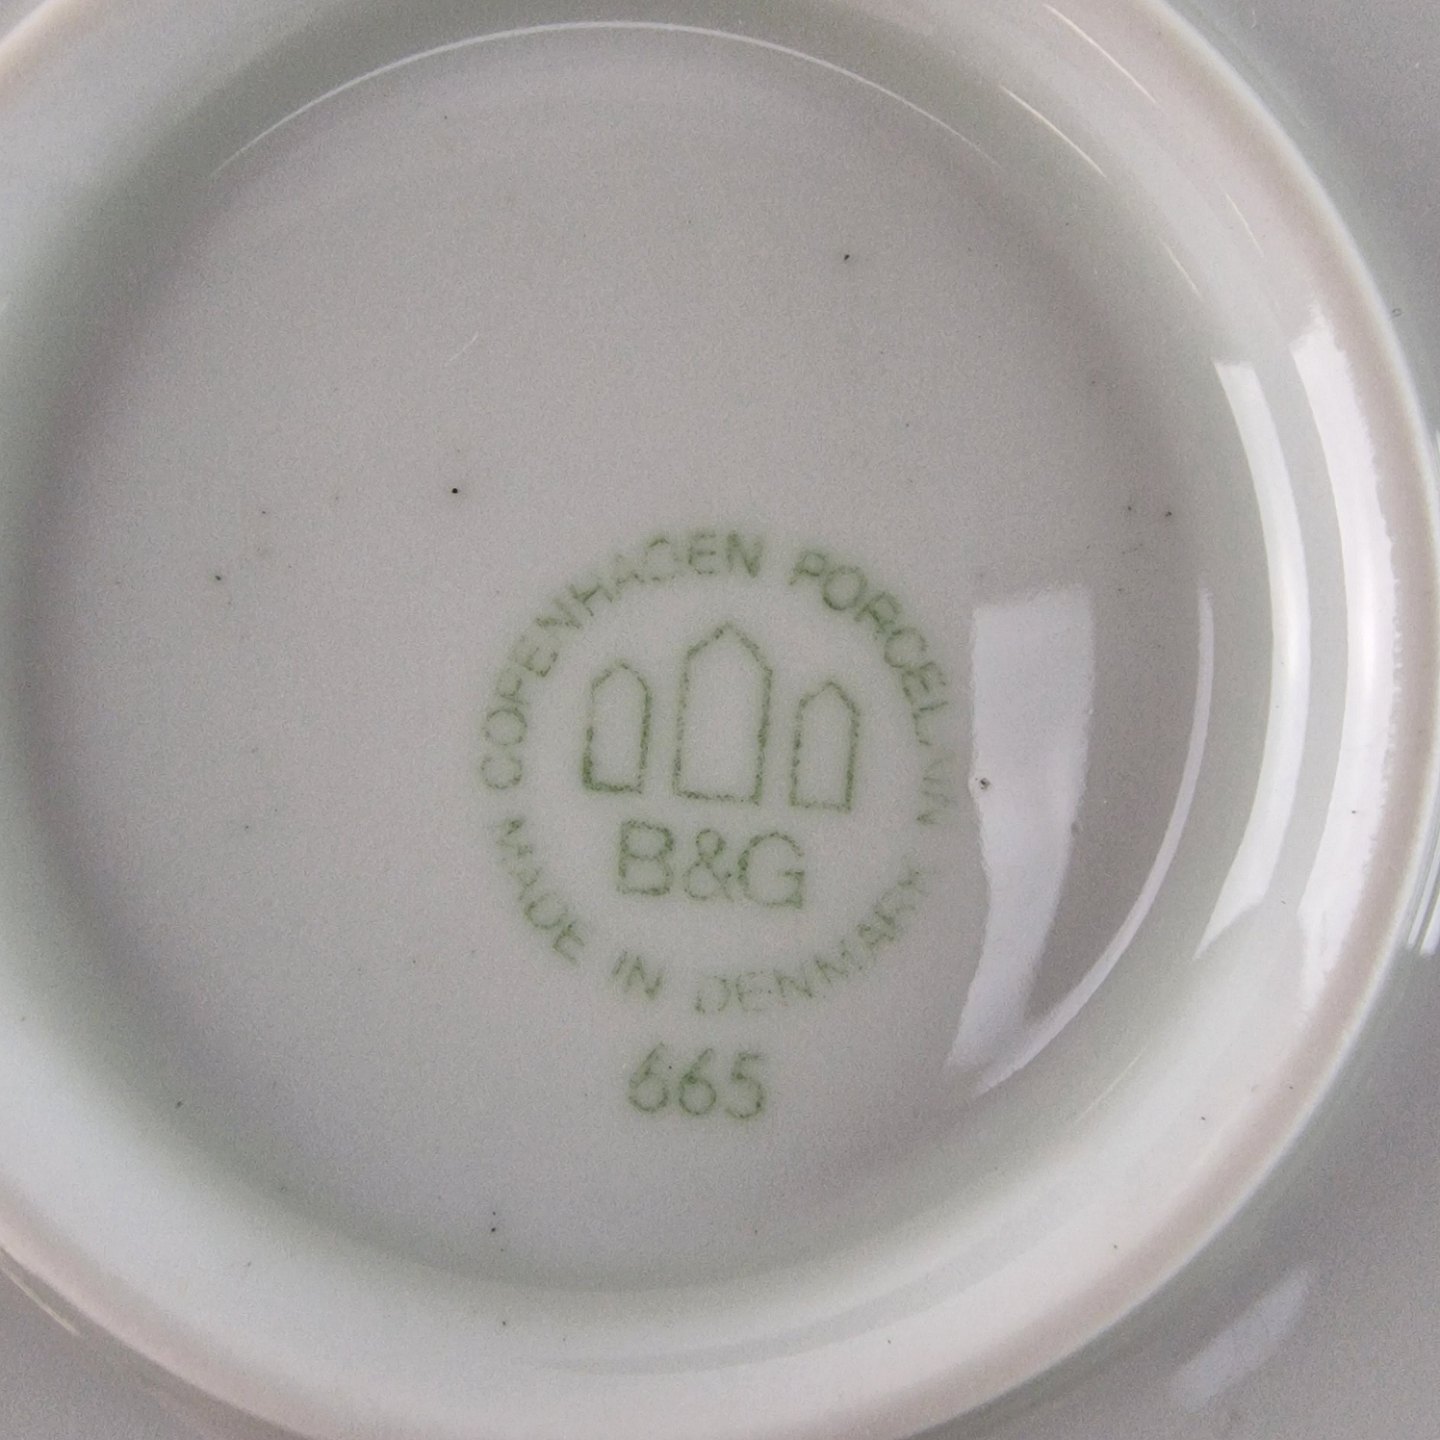 COPENHAGEN PORCELAIN
B&G
MADE IN DENMARK
665